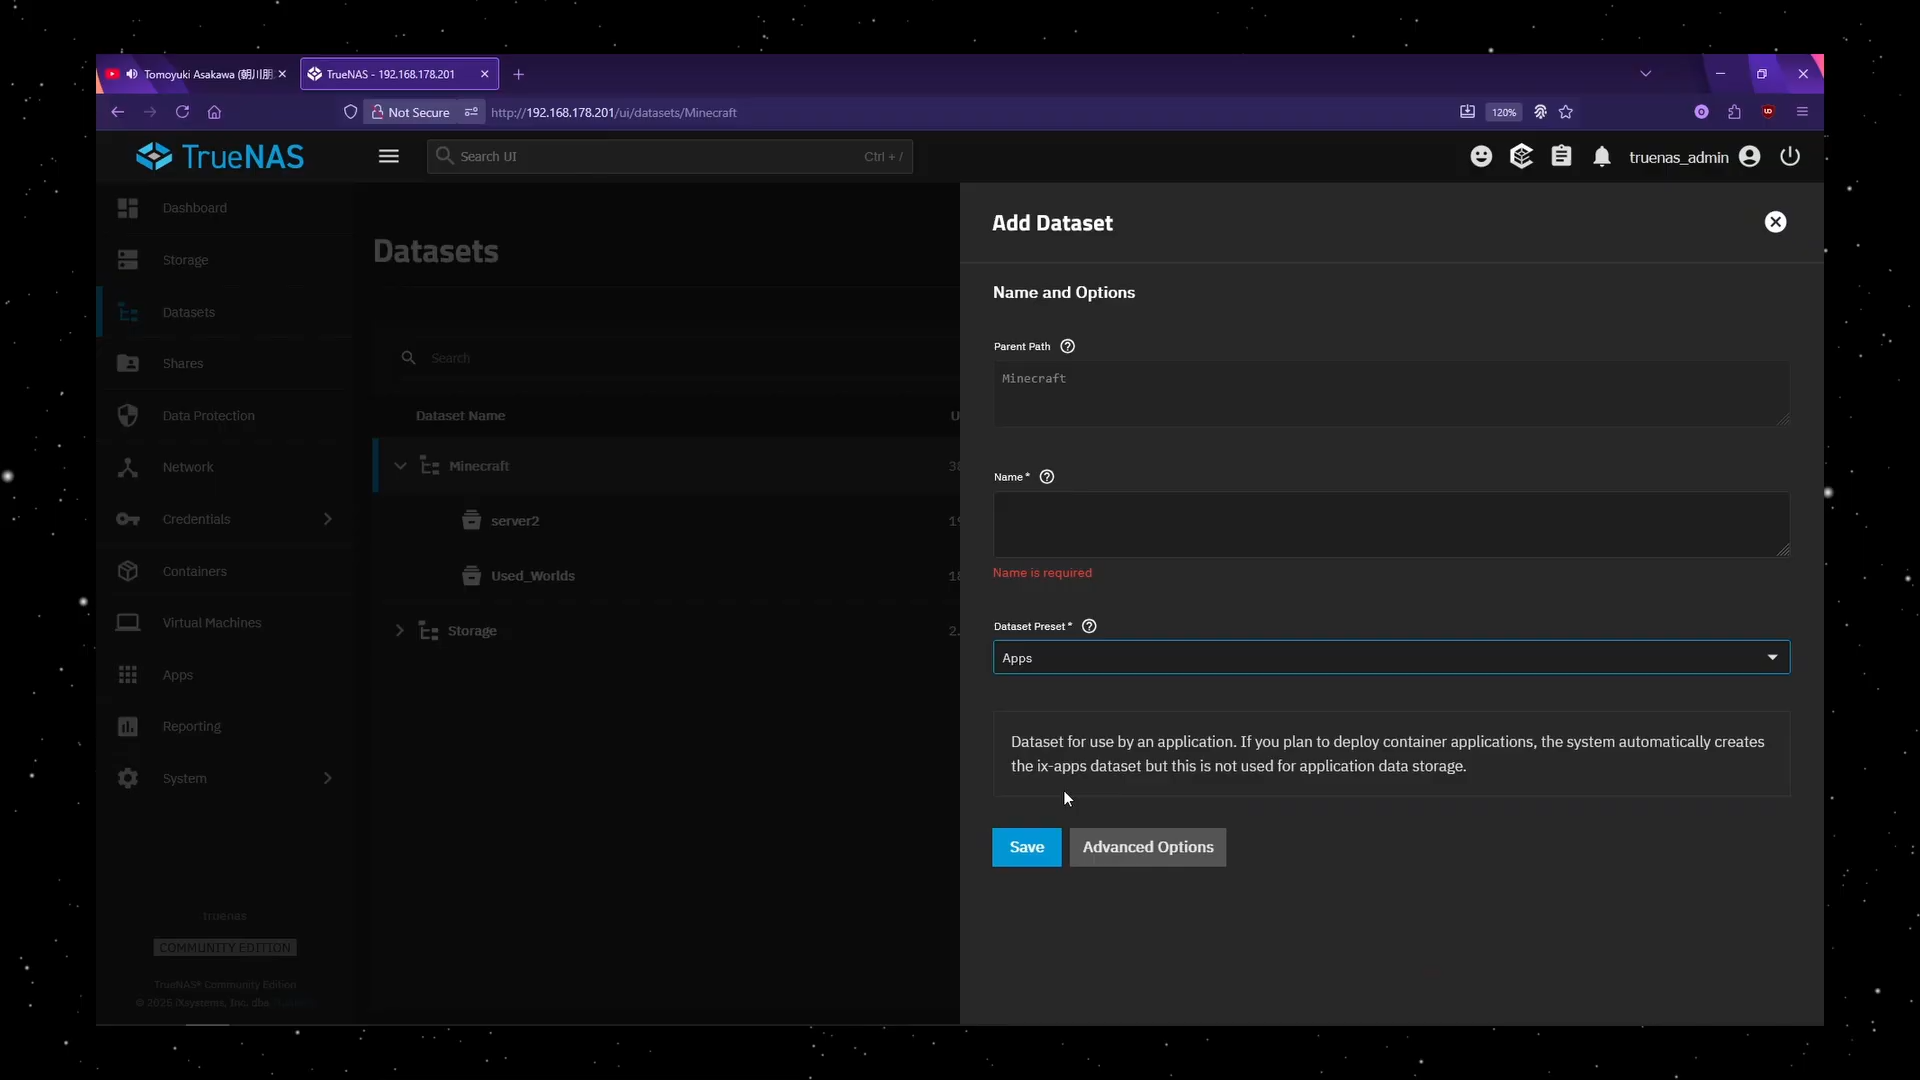 Tomoyuki Asakawa (朝川朋
TrueNAS - 192.168.178.201
Not Secure
http://192.168.178.201/ui/datasets/Minecraft
120%
TrueNAS
Search UI
Ctrl + /
truenas_admin
Dashboard
Storage
Datasets
Shares
Data Protection
Network
Credentials
Containers
Virtual Machines
Apps
Reporting
System
truenas
COMMUNITY EDITION
TrueNAS® Community Edition
© 2026 iXsystems, Inc. dba
Datasets
Search
Dataset Name
U
Minecraft
38
server2
19
Used_Worlds
18
Storage
2.
Add Dataset
Name and Options
Parent Path
Minecraft
Name *
Name is required
Dataset Preset *
Apps
Dataset for use by an application. If you plan to deploy container applications, the system automatically creates
the ix-apps dataset but this is not used for application data storage.
Save
Advanced Options